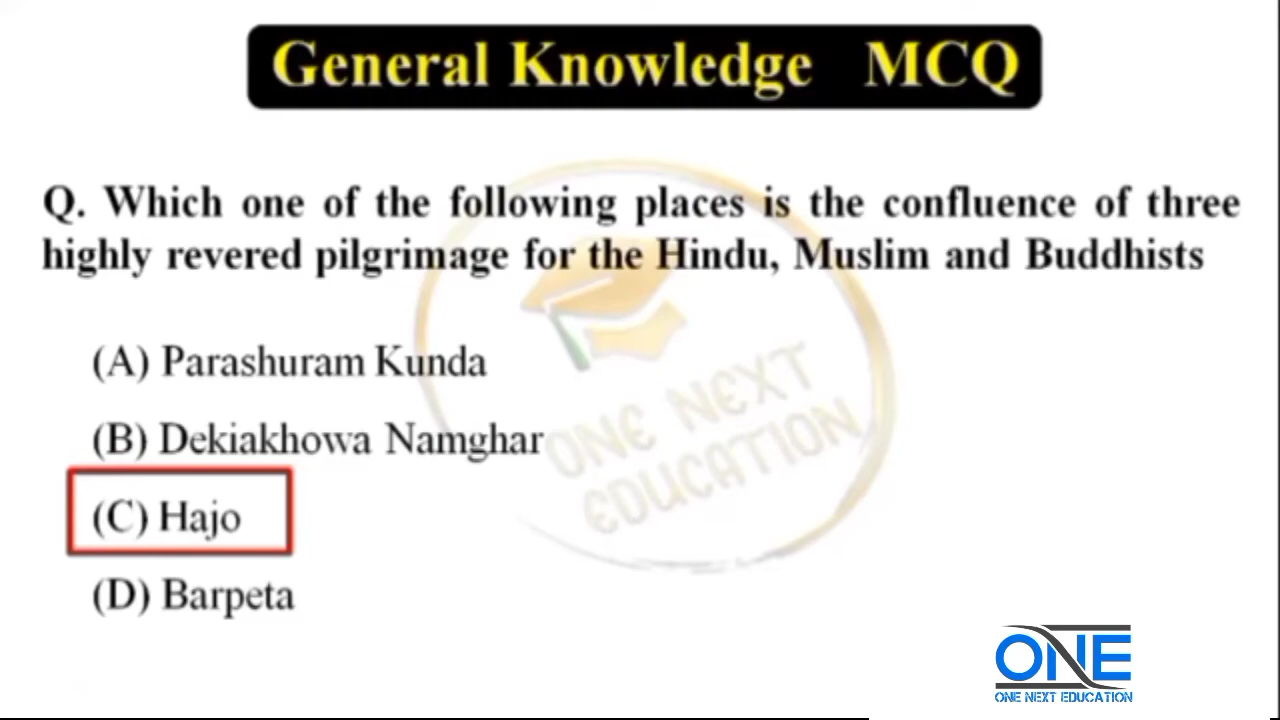 General Knowledge MCQ
Q. Which one of the following places is the confluence of three
highly revered pilgrimage for the Hindu, Muslim and Buddhists
(A) Parashuram Kunda
(B) Dekiakhowa Namghar
ONE NEXT
EDUCATION
(C) Hajo
(D) Barpeta
ONE
ONE NEXT EDUCATION